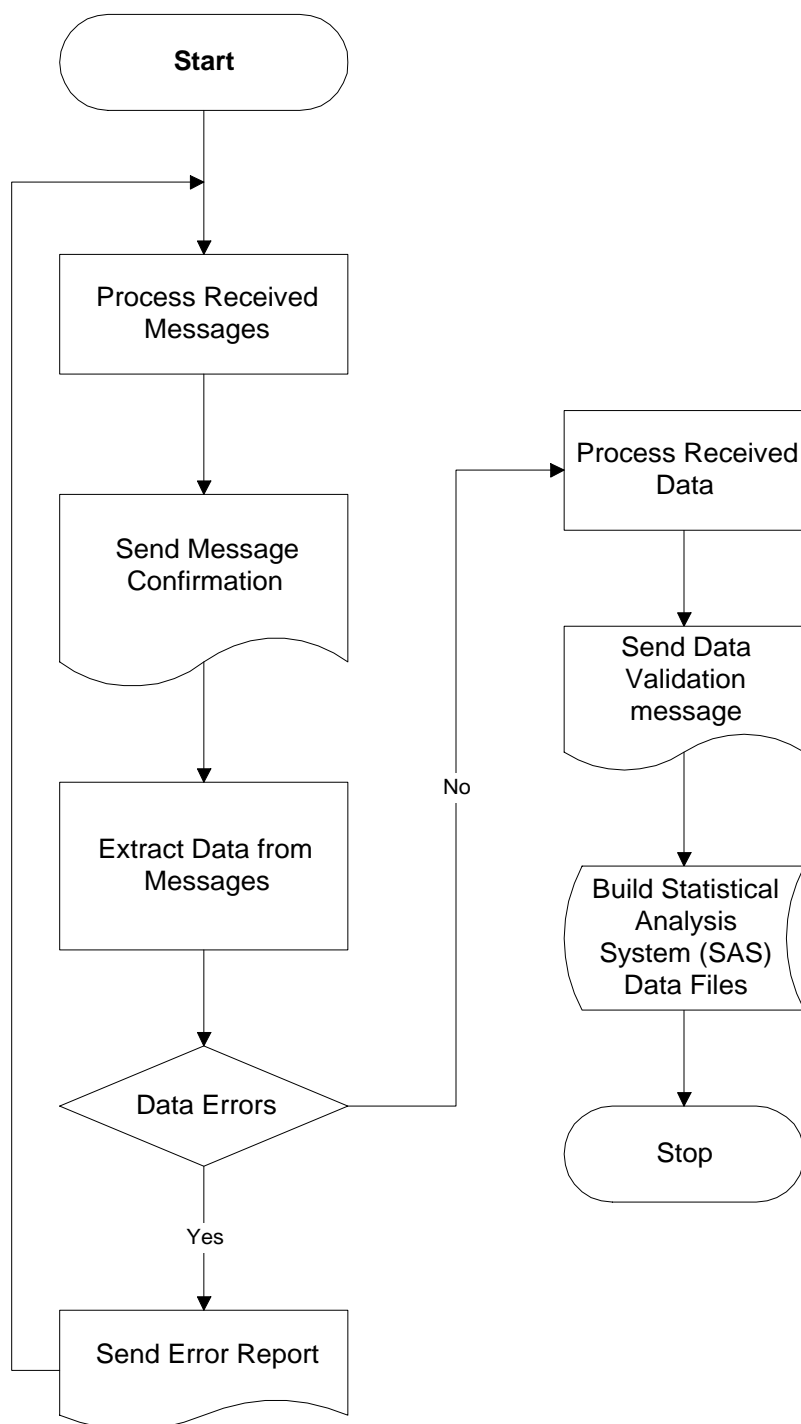 Start
Process Received
Messages
Send Message
Confirmation
Extract Data from
Messages
Data Errors
Yes
Send Error Report
No
Process Received
Data
Send Data
Validation
message
Build Statistical
Analysis
System (SAS)
Data Files
Stop